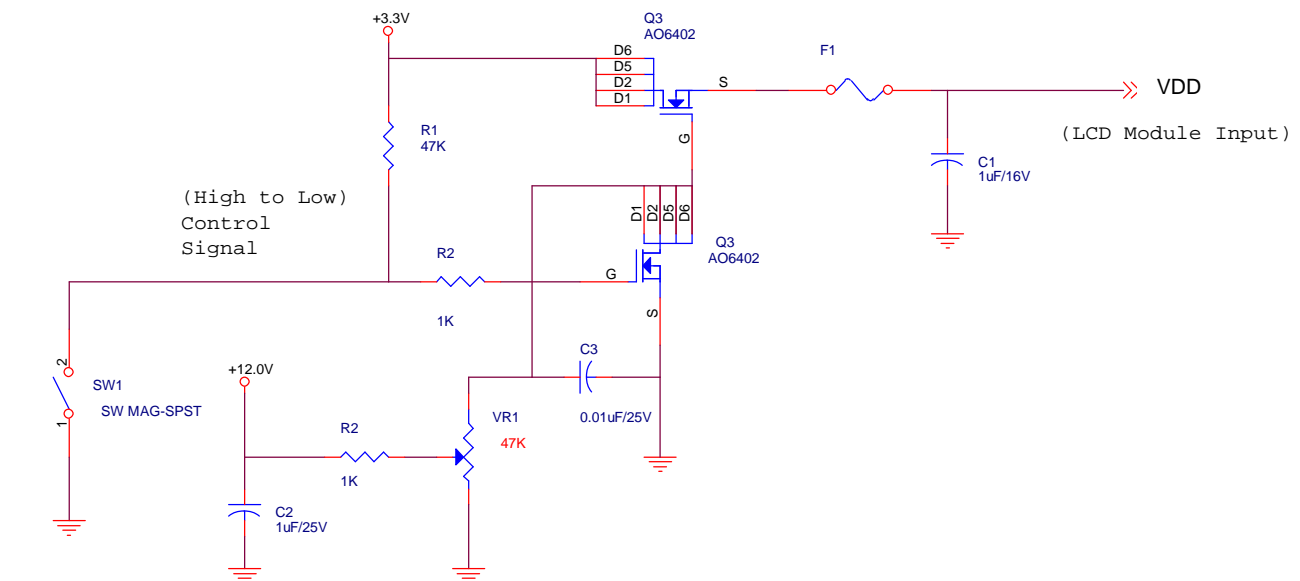 +3.3V
Q3
AO6402
D6
D5
D2
D1
S
G
F1
VDD
(LCD Module Input)
R1
47K
C1
1uF/16V
(High to Low)
Control
Signal
D1
D2
D5
D6
Q3
AO6402
R2
1K
G
S
2
1
SW1
SW MAG-SPST
+12.0V
C3
0.01uF/25V
R2
1K
VR1
47K
C2
1uF/25V